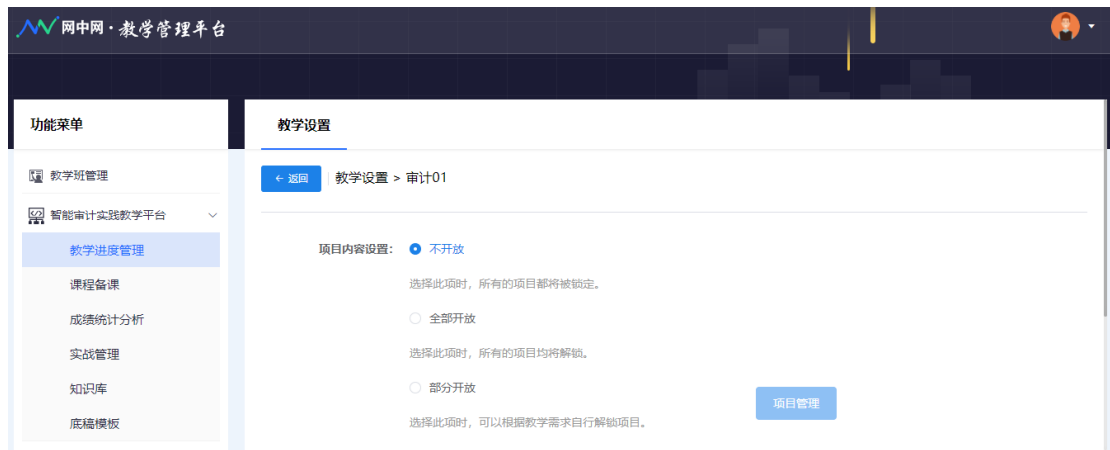 网中网·教学管理平台
功能菜单
教学班管理
智能审计实践教学平台
教学进度管理
课程备课
成绩统计分析
实战管理
知识库
底稿模板
教学设置
← 返回 教学设置 > 审计01
项目内容设置： 不开放
选择此项时，所有的项目都将被锁定。
全部开放
选择此项时，所有的项目均将解锁。
部分开放
项目管理
选择此项时，可以根据教学需求自行解锁项目。